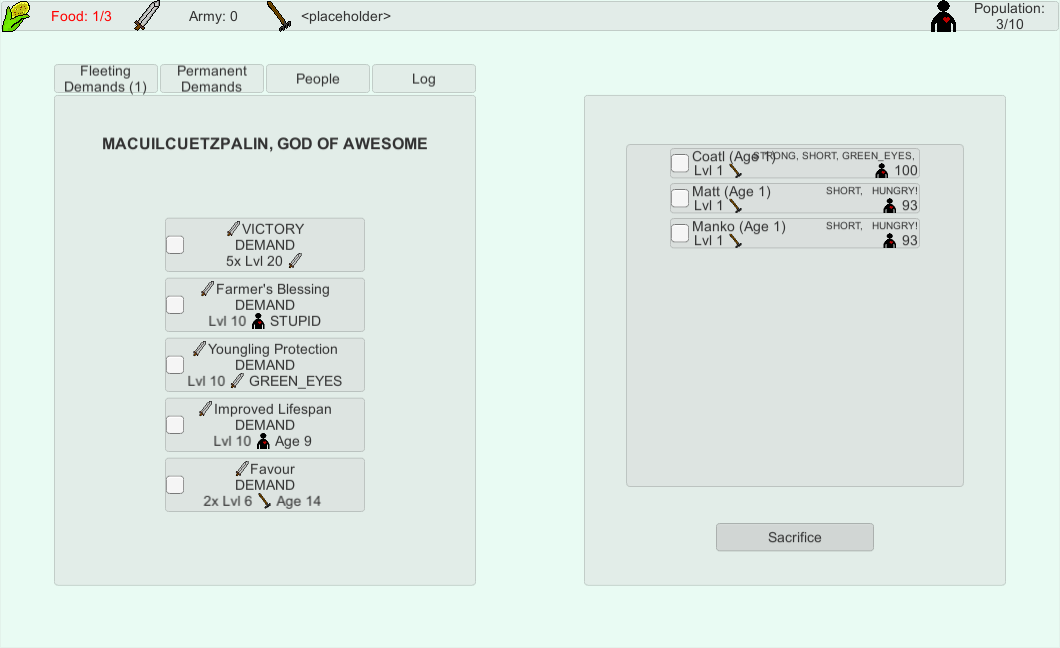 Food: 1/3
Army: 0
<placeholder>
Population:
3/10
Fleeting
Demands (1)
Permanent
Demands
People
Log
MACUILCUETZPALIN, GOD OF AWESOME
VICTORY
DEMAND
5x Lvl 20
Farmer's Blessing
DEMAND
Lvl 10 STUPID
Youngling Protection
DEMAND
Lvl 10 GREEN_EYES
Improved Lifespan
DEMAND
Lvl 10 Age 9
Favour
DEMAND
2x Lvl 6 Age 14
Coatl (Age 1) STRONG, SHORT, GREEN_EYES,
Lvl 1 100
Matt (Age 1) SHORT, HUNGRY!
Lvl 1 93
Manko (Age 1) SHORT, HUNGRY!
Lvl 1 93
Sacrifice